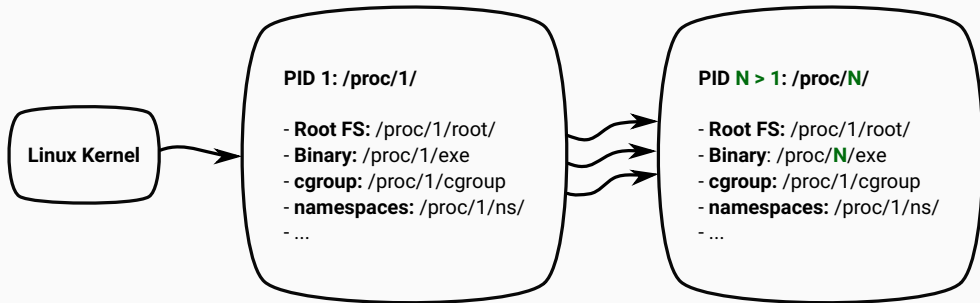 Linux Kernel
PID 1: /proc/1/
- Root FS: /proc/1/root/
- Binary: /proc/1/exe
- cgroup: /proc/1/cgroup
- namespaces: /proc/1/ns/
- ...
PID N > 1: /proc/N/
- Root FS: /proc/1/root/
- Binary: /proc/N/exe
- cgroup: /proc/1/cgroup
- namespaces: /proc/1/ns/
- ...